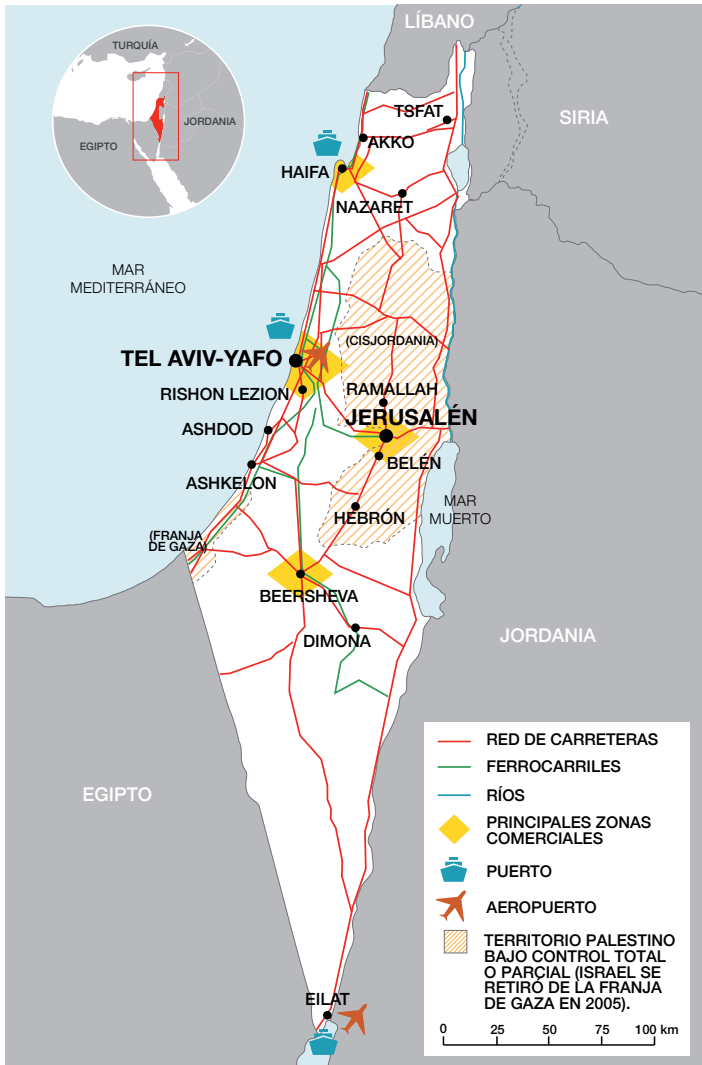 LÍBANO
TURQUÍA
JORDANIA
EGIPTO
SIRIA
TSFAT
AKKO
HAIFA
NAZARET
MAR
MEDITERRÁNEO
(CISJORDANIA)
TEL AVIV-YAFO
RISHON LEZION
RAMALLAH
JERUSALÉN
ASHDOD
BELÉN
ASHKELON
MAR
MUERTO
HEBRÓN
(FRANJA
DE GAZA)
BEERSHEVA
DIMONA
JORDANIA
EGIPTO
EILAT
RED DE CARRETERAS
FERROCARRILES
RÍOS
PRINCIPALES ZONAS
COMERCIALES
PUERTO
AEROPUERTO
TERRITORIO PALESTINO
BAJO CONTROL TOTAL
O PARCIAL (ISRAEL SE
RETIRÓ DE LA FRANJA
DE GAZA EN 2005).
0 25 50 75 100 km